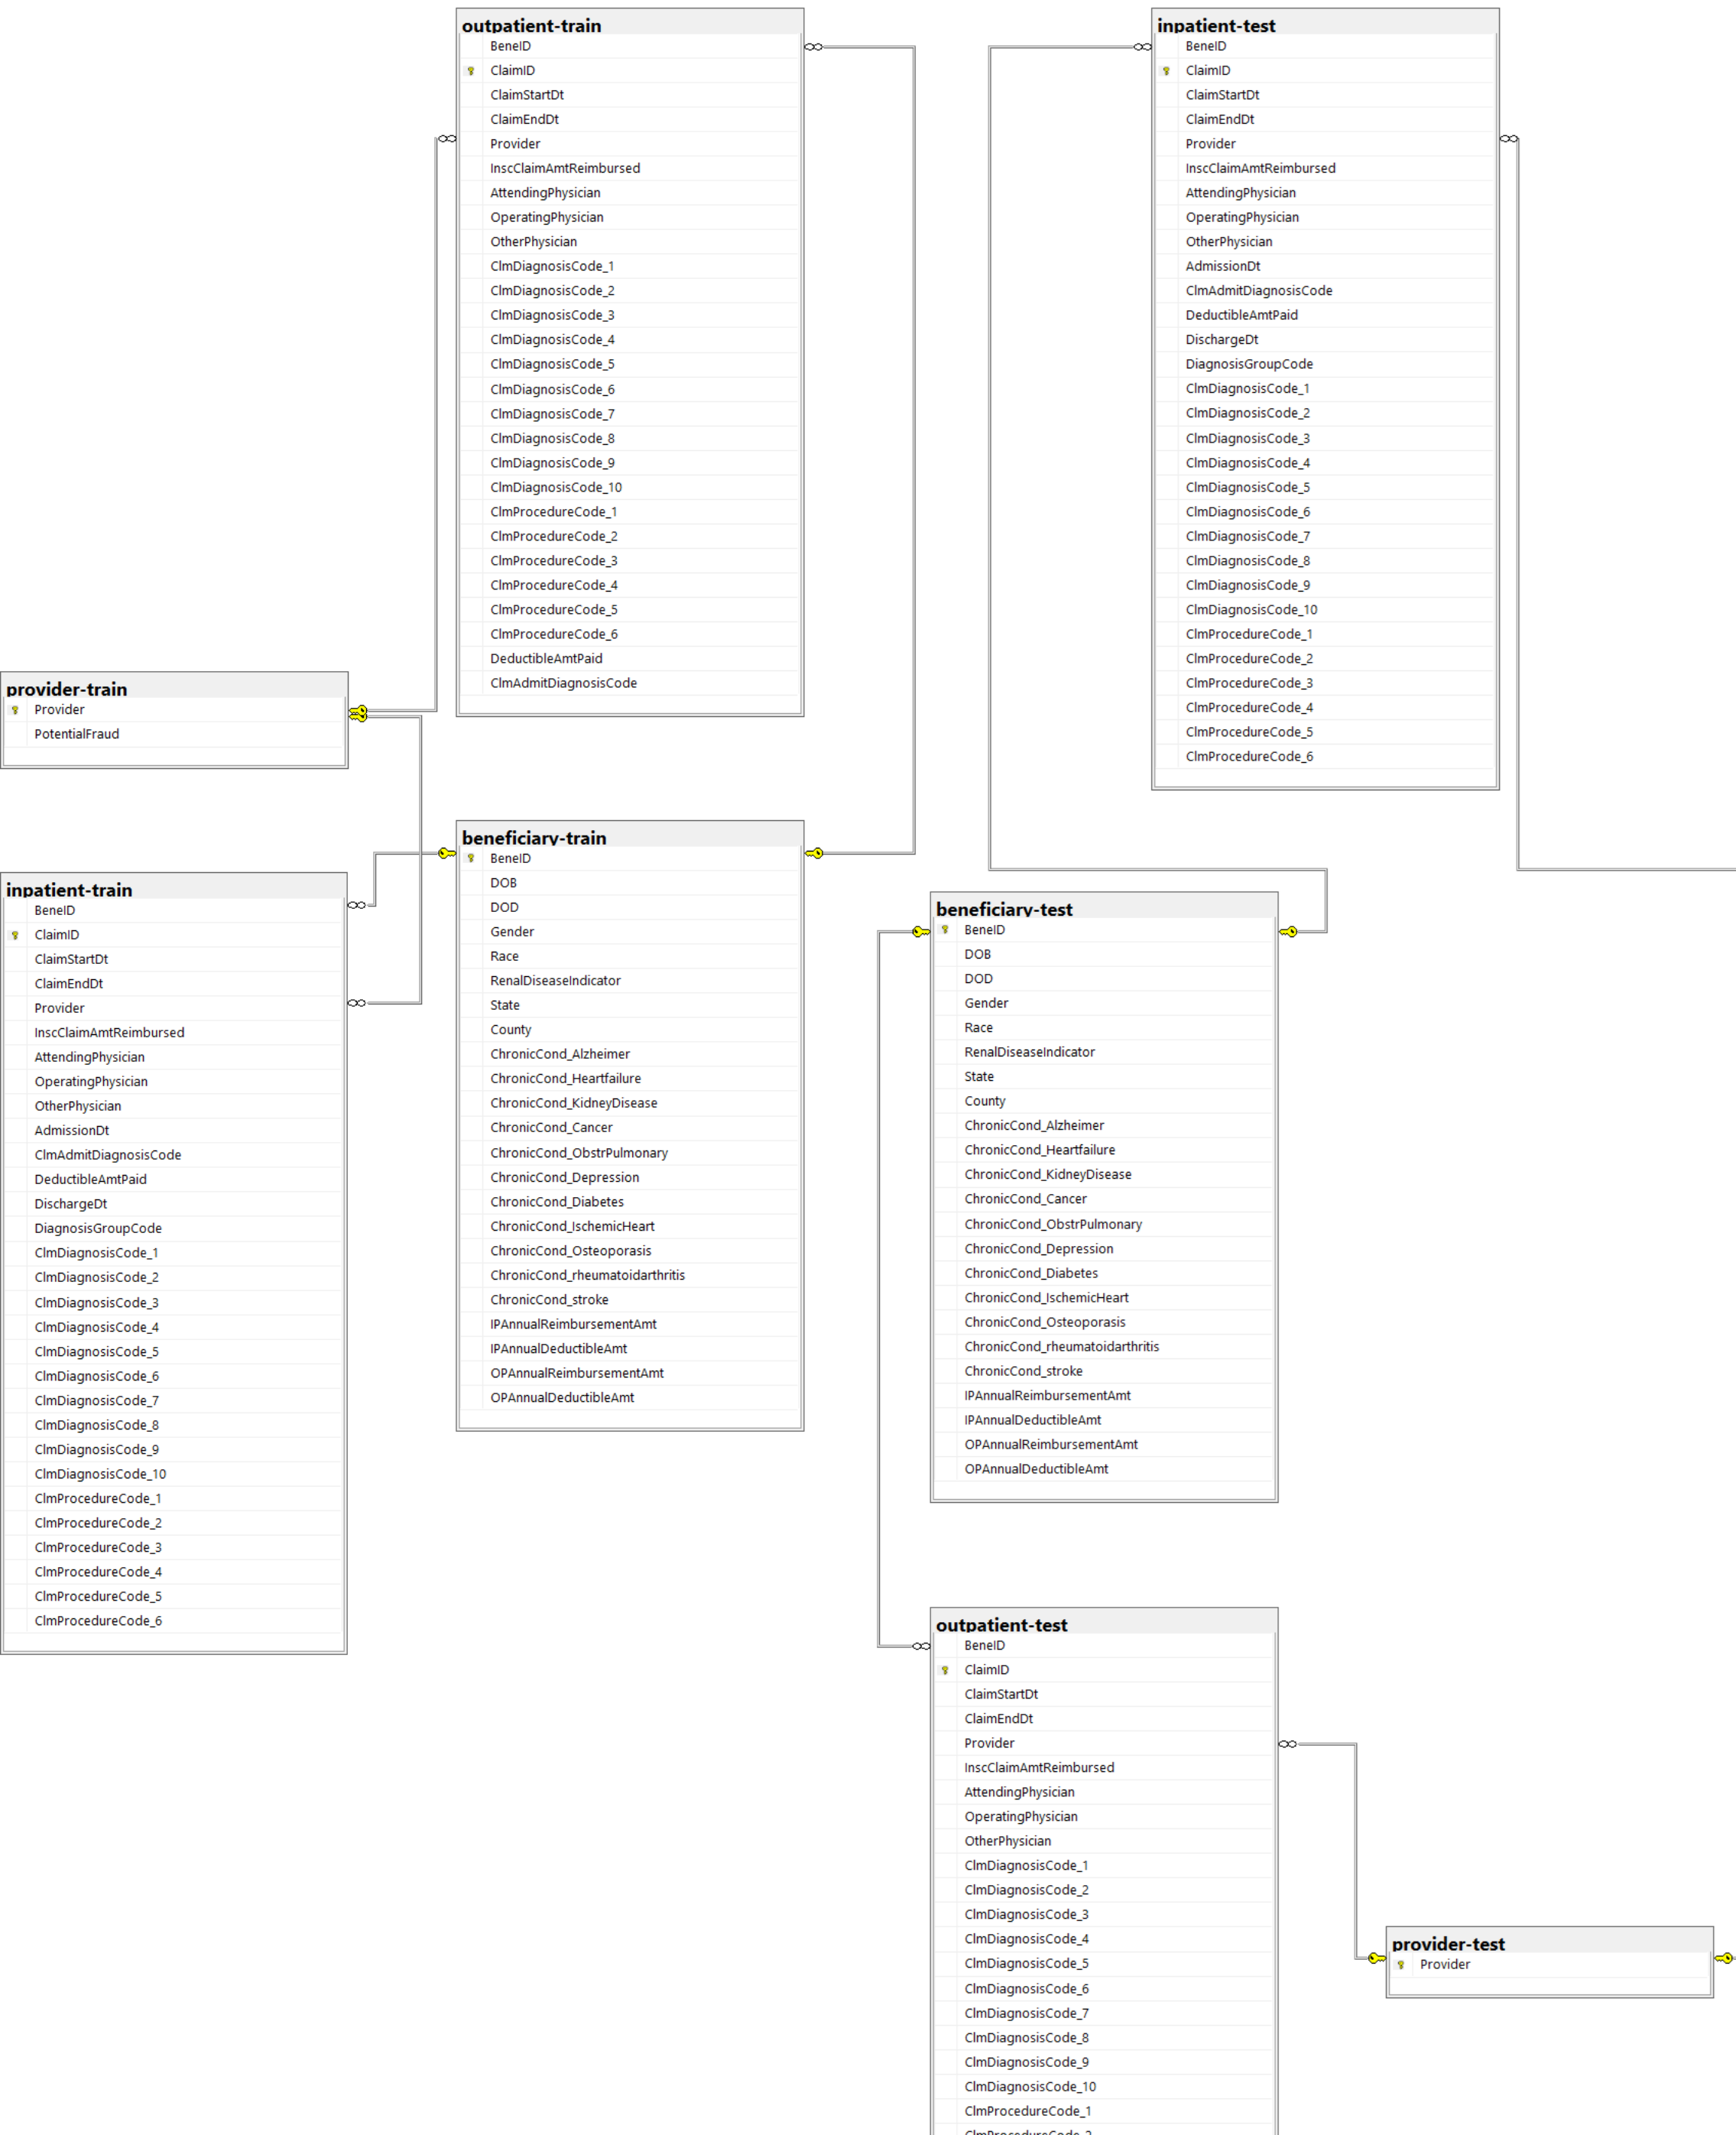 outpatient-train
BeneID
ClaimID
ClaimStartDt
ClaimEndDt
Provider
InscClaimAmtReimbursed
AttendingPhysician
OperatingPhysician
OtherPhysician
ClmDiagnosisCode_1
ClmDiagnosisCode_2
ClmDiagnosisCode_3
ClmDiagnosisCode_4
ClmDiagnosisCode_5
ClmDiagnosisCode_6
ClmDiagnosisCode_7
ClmDiagnosisCode_8
ClmDiagnosisCode_9
ClmDiagnosisCode_10
ClmProcedureCode_1
ClmProcedureCode_2
ClmProcedureCode_3
ClmProcedureCode_4
ClmProcedureCode_5
ClmProcedureCode_6
DeductibleAmtPaid
ClmAdmitDiagnosisCode
inpatient-test
BeneID
ClaimID
ClaimStartDt
ClaimEndDt
Provider
InscClaimAmtReimbursed
AttendingPhysician
OperatingPhysician
OtherPhysician
AdmissionDt
ClmAdmitDiagnosisCode
DeductibleAmtPaid
DischargeDt
DiagnosisGroupCode
ClmDiagnosisCode_1
ClmDiagnosisCode_2
ClmDiagnosisCode_3
ClmDiagnosisCode_4
ClmDiagnosisCode_5
ClmDiagnosisCode_6
ClmDiagnosisCode_7
ClmDiagnosisCode_8
ClmDiagnosisCode_9
ClmDiagnosisCode_10
ClmProcedureCode_1
ClmProcedureCode_2
ClmProcedureCode_3
ClmProcedureCode_4
ClmProcedureCode_5
ClmProcedureCode_6
provider-train
Provider
PotentialFraud
inpatient-train
BeneID
ClaimID
ClaimStartDt
ClaimEndDt
Provider
InscClaimAmtReimbursed
AttendingPhysician
OperatingPhysician
OtherPhysician
AdmissionDt
ClmAdmitDiagnosisCode
DeductibleAmtPaid
DischargeDt
DiagnosisGroupCode
ClmDiagnosisCode_1
ClmDiagnosisCode_2
ClmDiagnosisCode_3
ClmDiagnosisCode_4
ClmDiagnosisCode_5
ClmDiagnosisCode_6
ClmDiagnosisCode_7
ClmDiagnosisCode_8
ClmDiagnosisCode_9
ClmDiagnosisCode_10
ClmProcedureCode_1
ClmProcedureCode_2
ClmProcedureCode_3
ClmProcedureCode_4
ClmProcedureCode_5
ClmProcedureCode_6
beneficiary-train
BeneID
DOB
DOD
Gender
Race
RenalDiseaseIndicator
State
County
ChronicCond_Alzheimer
ChronicCond_Heartfailure
ChronicCond_KidneyDisease
ChronicCond_Cancer
ChronicCond_ObstrPulmonary
ChronicCond_Depression
ChronicCond_Diabetes
ChronicCond_IschemicHeart
ChronicCond_Osteoporasis
ChronicCond_rheumatoidarthritis
ChronicCond_stroke
IPAnnualReimbursementAmt
IPAnnualDeductibleAmt
OPAnnualReimbursementAmt
OPAnnualDeductibleAmt
beneficiary-test
BeneID
DOB
DOD
Gender
Race
RenalDiseaseIndicator
State
County
ChronicCond_Alzheimer
ChronicCond_Heartfailure
ChronicCond_KidneyDisease
ChronicCond_Cancer
ChronicCond_ObstrPulmonary
ChronicCond_Depression
ChronicCond_Diabetes
ChronicCond_IschemicHeart
ChronicCond_Osteoporasis
ChronicCond_rheumatoidarthritis
ChronicCond_stroke
IPAnnualReimbursementAmt
IPAnnualDeductibleAmt
OPAnnualReimbursementAmt
OPAnnualDeductibleAmt
outpatient-test
BeneID
ClaimID
ClaimStartDt
ClaimEndDt
Provider
InscClaimAmtReimbursed
AttendingPhysician
OperatingPhysician
OtherPhysician
ClmDiagnosisCode_1
ClmDiagnosisCode_2
ClmDiagnosisCode_3
ClmDiagnosisCode_4
ClmDiagnosisCode_5
ClmDiagnosisCode_6
ClmDiagnosisCode_7
ClmDiagnosisCode_8
ClmDiagnosisCode_9
ClmDiagnosisCode_10
ClmProcedureCode_1
provider-test
Provider